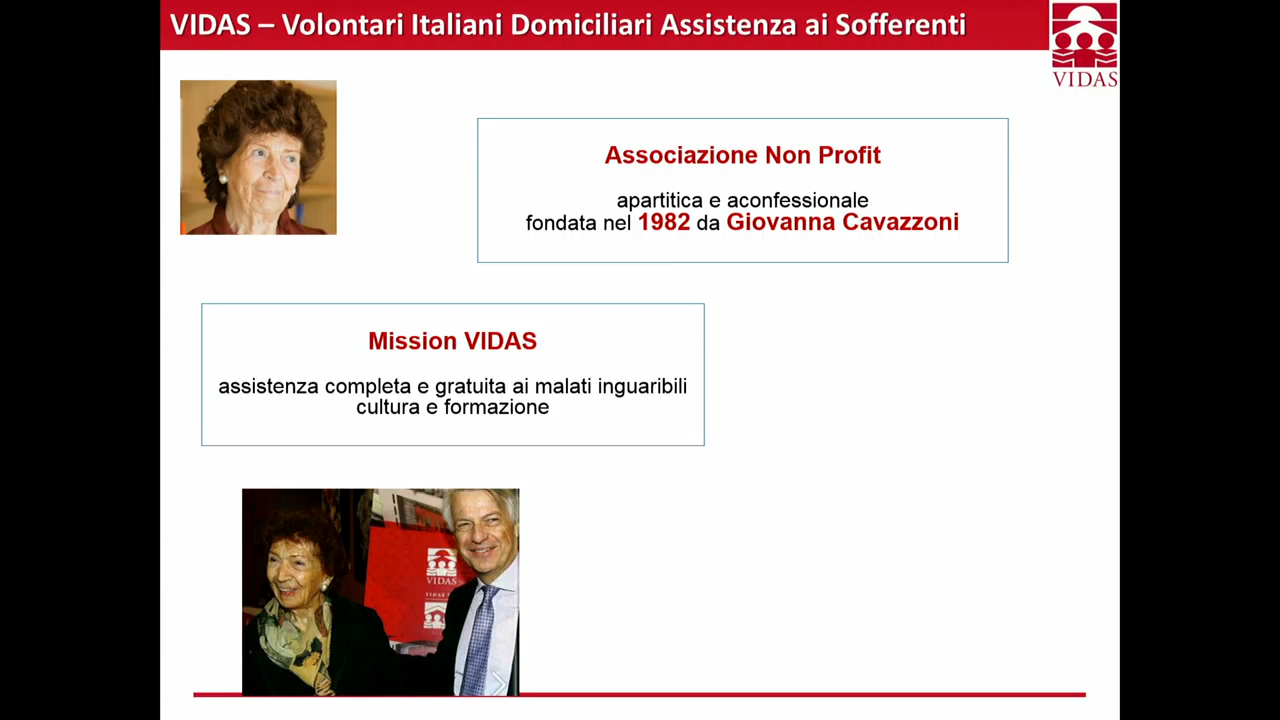 VIDAS – Volontari Italiani Domiciliari Assistenza ai Sofferenti
VIDAS
Associazione Non Profit
apartitica e aconfessionale
fondata nel 1982 da Giovanna Cavazzoni
Mission VIDAS
assistenza completa e gratuita ai malati inguaribili
cultura e formazione
VIDAS
VIDAS